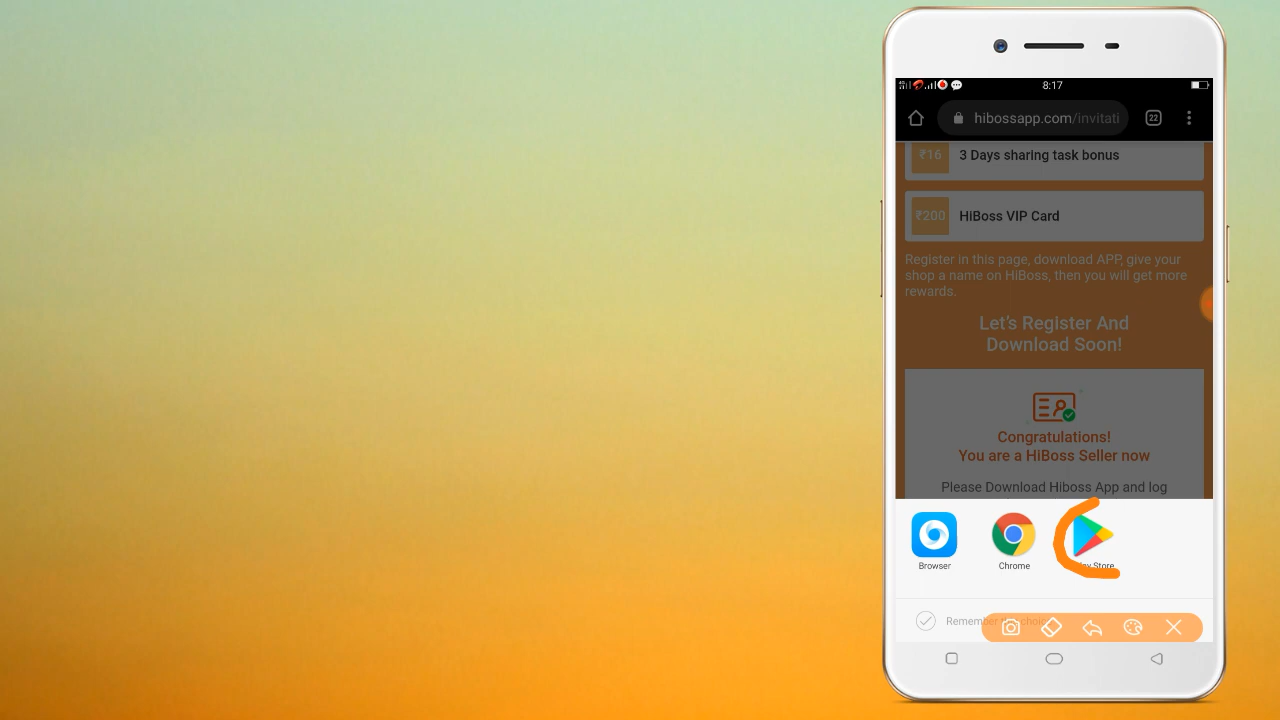 8:17
hibossapp.com/invitati
22
₹16 3 Days sharing task bonus
₹200 HiBoss VIP Card
Register in this page, download APP, give your
shop a name on HiBoss, then you will get more
rewards.
Let's Register And
Download Soon!
Congratulations!
You are a HiBoss Seller now
Please Download Hiboss App and log
Browser
Chrome
Store
Remember